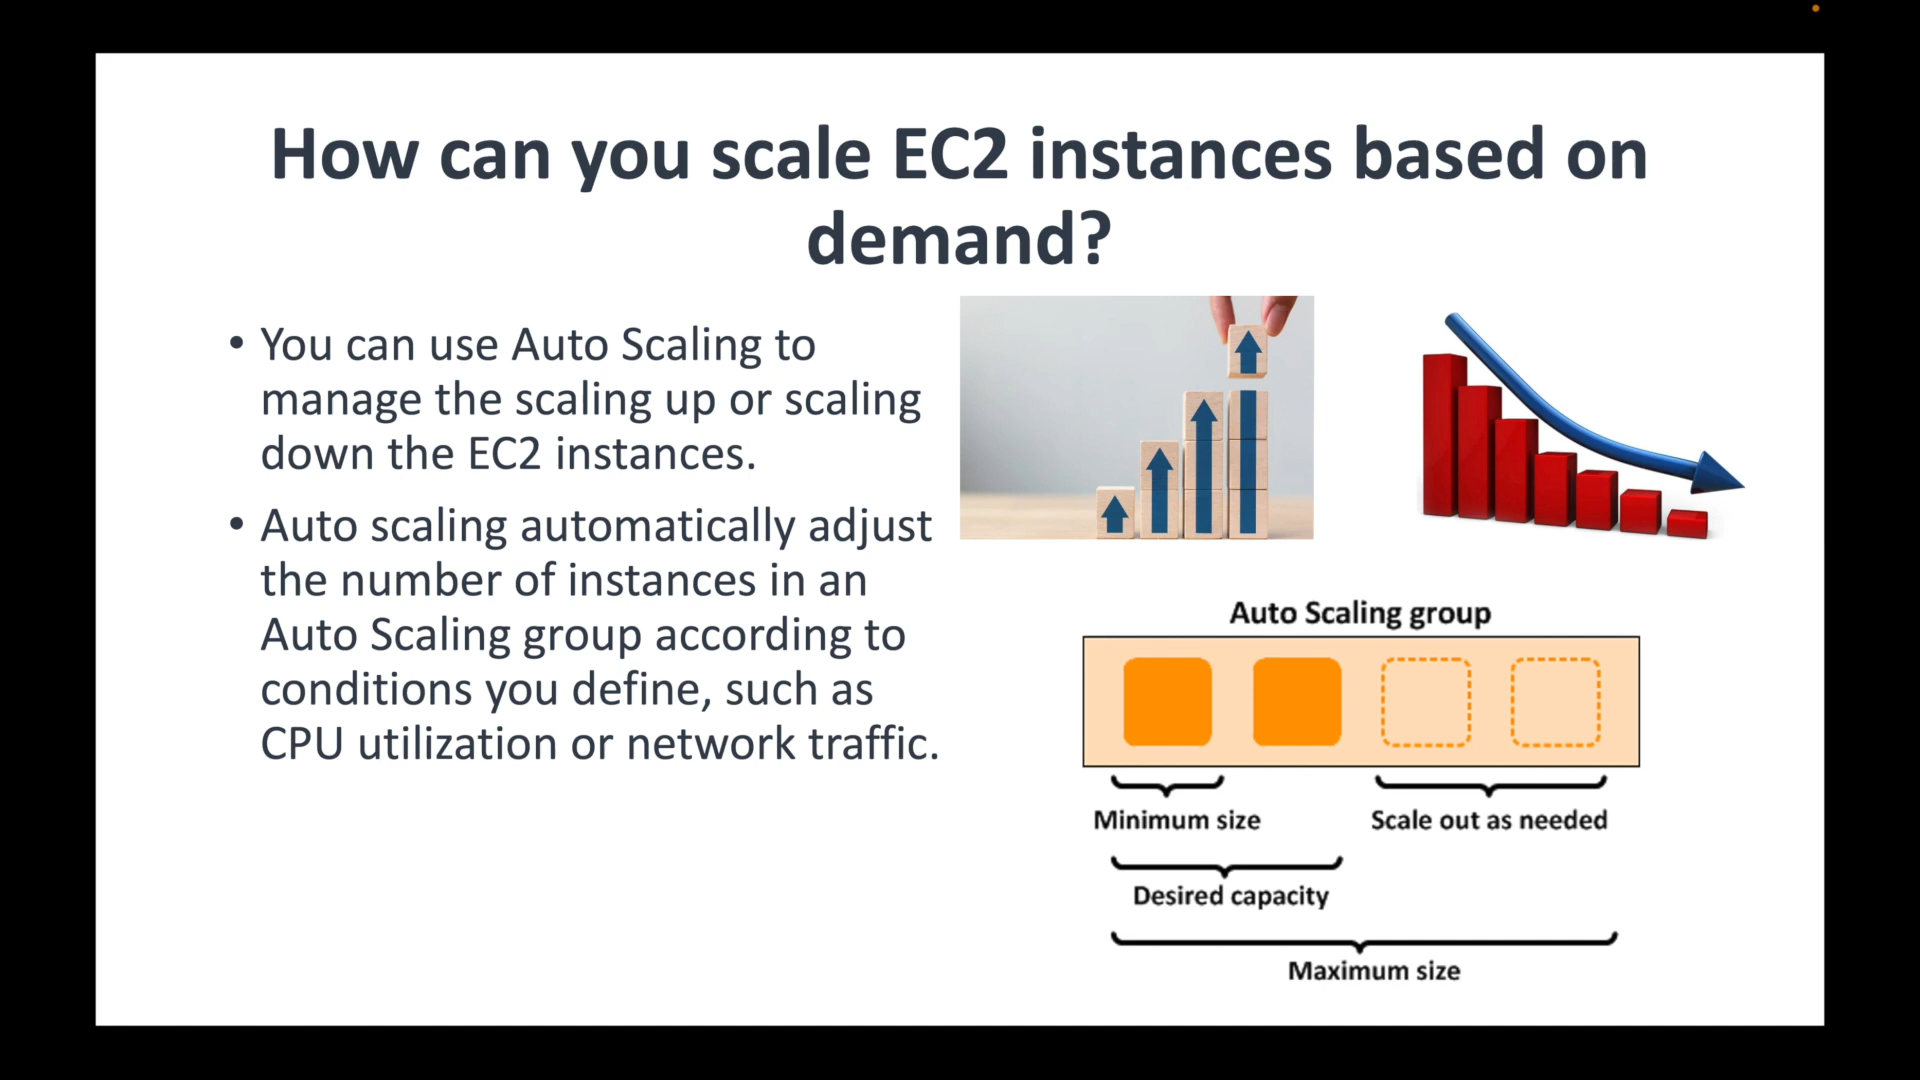 How can you scale EC2 instances based on
demand?
• You can use Auto Scaling to
manage the scaling up or scaling
down the EC2 instances.
• Auto scaling automatically adjust
the number of instances in an
Auto Scaling group according to
conditions you define, such as
CPU utilization or network traffic.
Auto Scaling group
Minimum size
Scale out as needed
Desired capacity
Maximum size